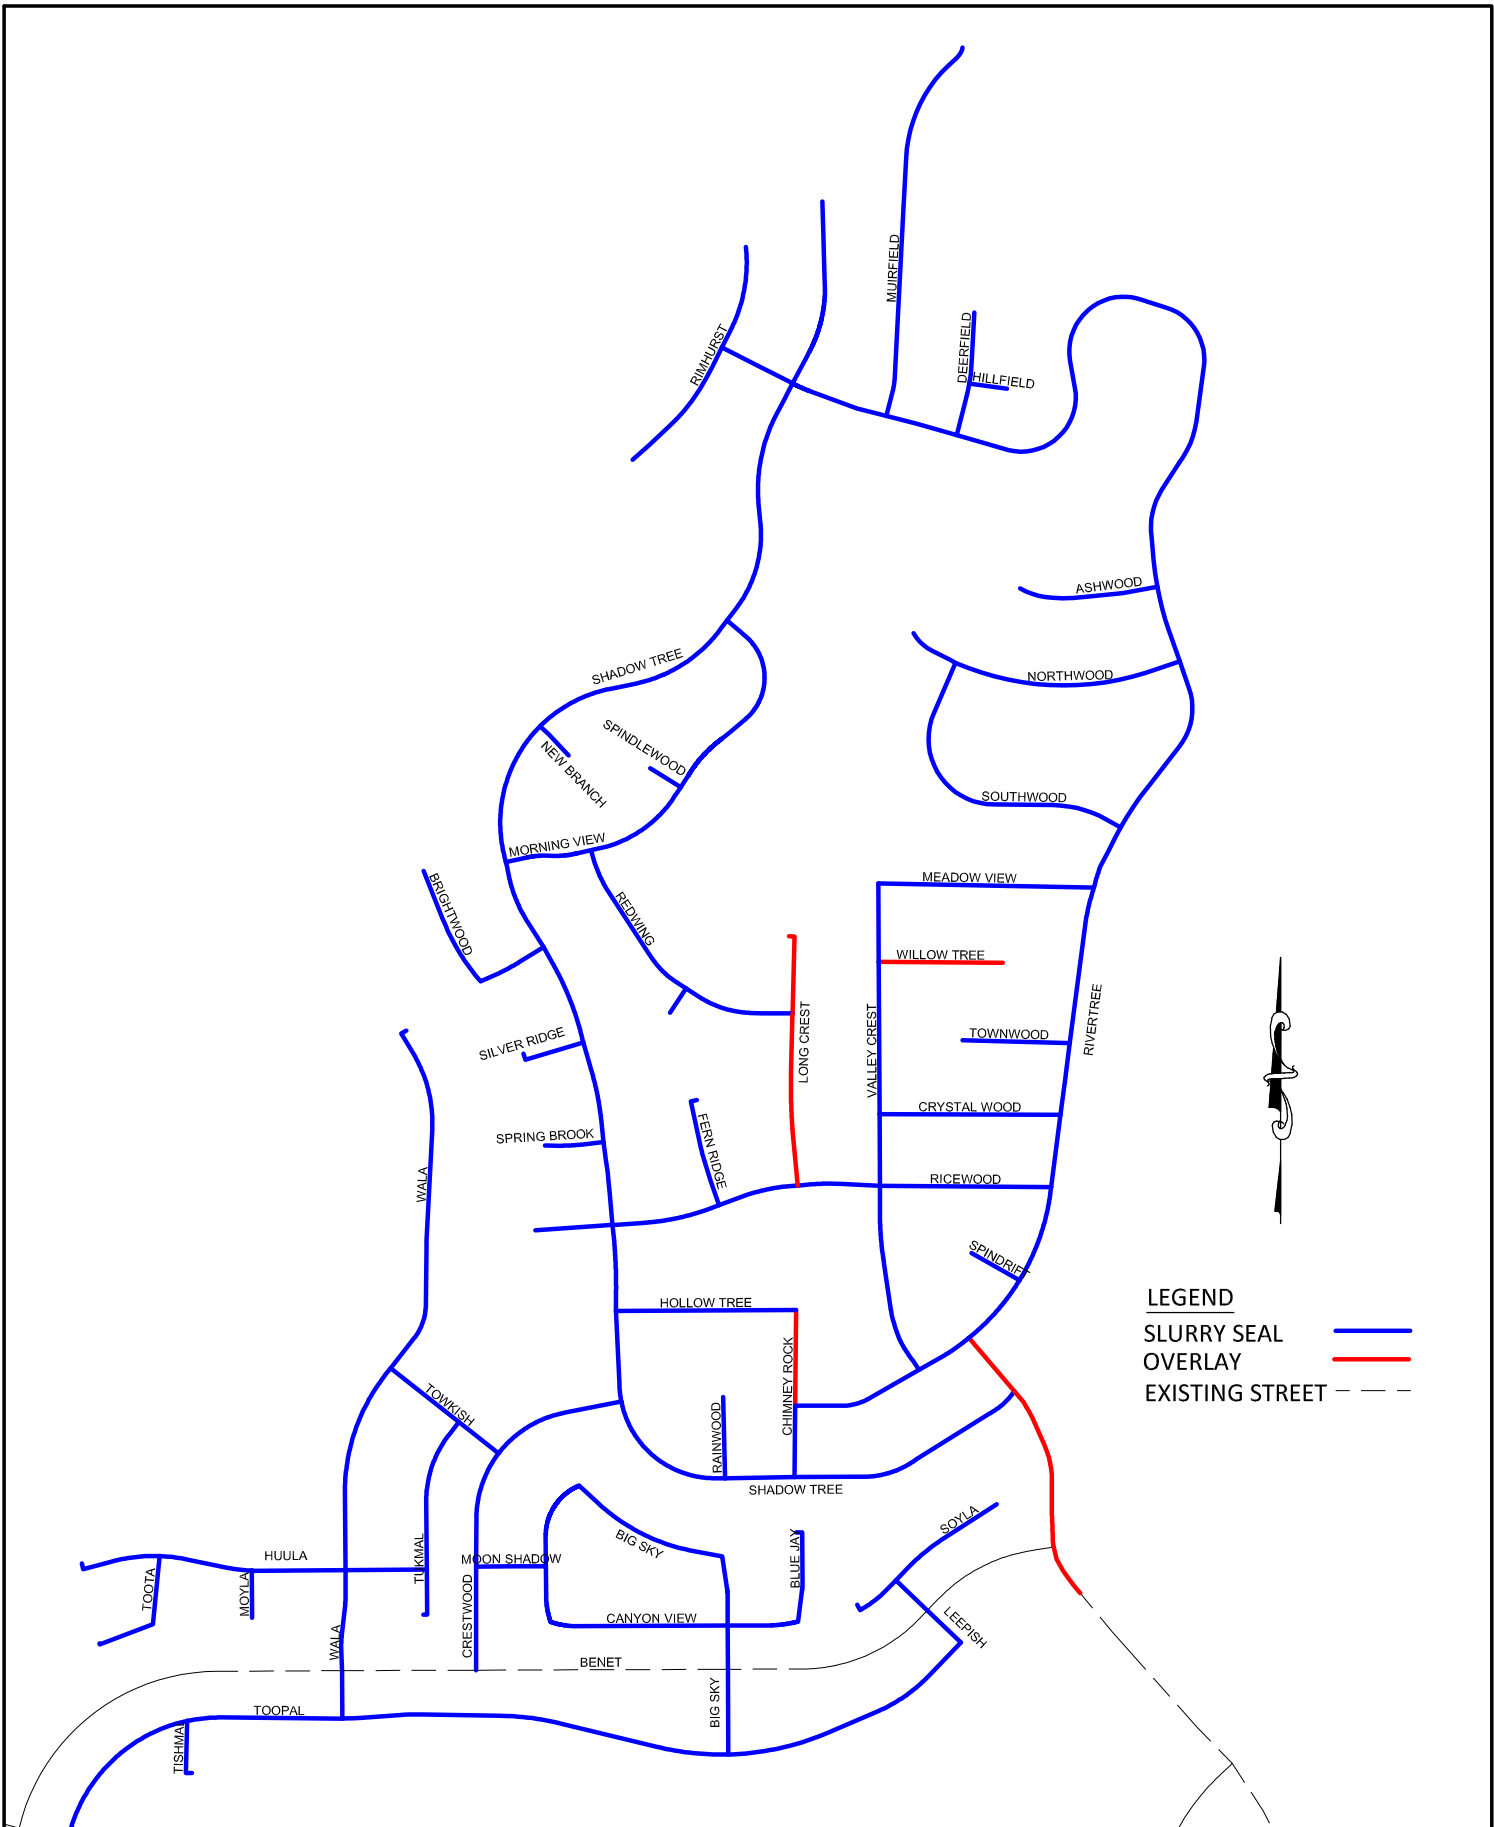 MUIRFIELD
RIMHURST
DEERFIELD
HILLFIELD
ASHWOOD
SHADOW TREE
NORTHWOOD
SPINDLEWOOD
NEW BRANCH
SOUTHWOOD
MORNING VIEW
BRIGHTWOOD
MEADOW VIEW
REDWING
WILLOW TREE
LONG CREST
VALLEY CREST
RIVERTREE
TOWNWOOD
SILVER RIDGE
CRYSTAL WOOD
SPRING BROOK
FERN RIDGE
WALA
RICEWOOD
SPINDRIFT
HOLLOW TREE
LEGEND
SLURRY SEAL
OVERLAY
EXISTING STREET
CHIMNEY ROCK
TOWKISH
RAINWOOD
SHADOW TREE
SOYLA
BIG SKY
BLUE JAY
HUULA
TUKMAL
MOON SHADOW
TOOTA
MOYLA
CRESTWOOD
CANYON VIEW
LEEPISH
WALA
BENET
BIG SKY
TOOPAL
TISHMAL